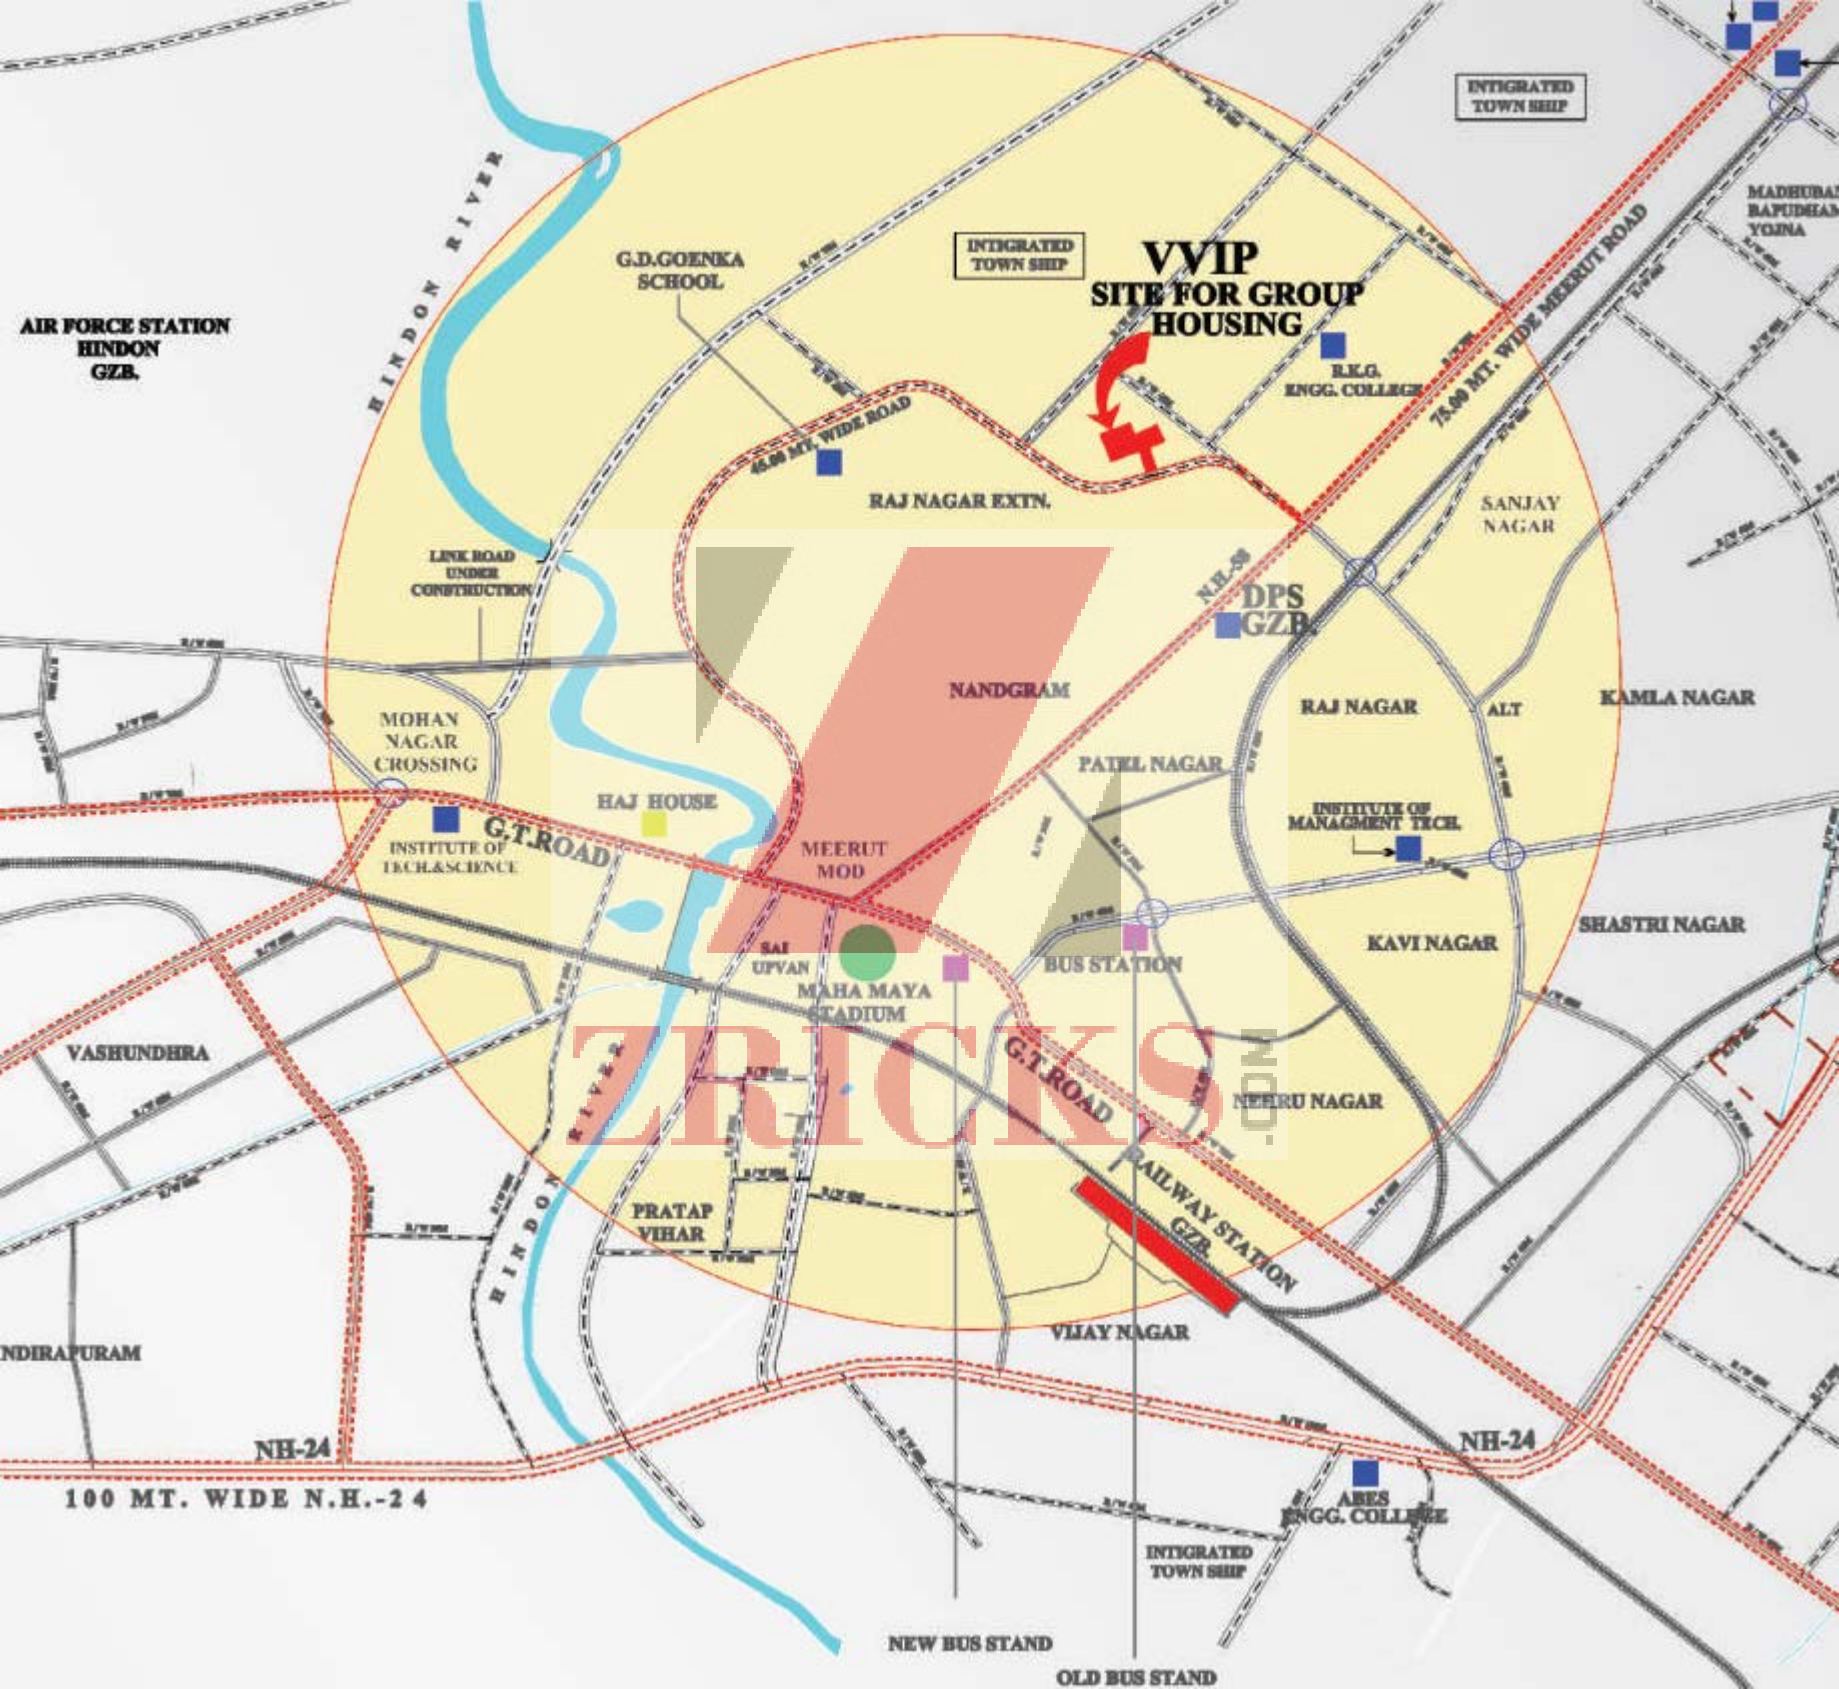 INTIGRATED
TOWN SHIP
HINDON RIVER
G.D.GOENKA
SCHOOL
INTIGRATED
TOWN SHIP
VVIP
SITE FOR GROUP
HOUSING
AIR FORCE STATION
HINDON
GZB.
R.K.G.
ENGG. COLLEGE
75.00 MT. WIDE MEERUT ROAD
45.00 MT. WIDE ROAD
RAJ NAGAR EXTN.
SANJAY
NAGAR
LINK ROAD
UNDER
CONSTRUCTION
N.H.-58
DPS
GZB.
NANDGRAM
RAJ NAGAR
ALT
KAMLA NAGAR
MOHAN
NAGAR
CROSSING
PATEL NAGAR
HAJ HOUSE
INSTITUTE OF
MANAGMENT TECH.
G.T.ROAD
INSTITUTE OF
TECH.&SCIENCE
MEERUT
MOD
SAI
UPVAN
MAHA MAYA
STADIUM
BUS STATION
KAVI NAGAR
SHASTRI NAGAR
VASHUNDHRA
ZRICKS
.COM
G.T.ROAD
NEHRU NAGAR
HINDON RIVER
RAILWAY STATION
GZB.
PRATAP
VIHAR
VIJAY NAGAR
NDIRAPURAM
NH-24
NH-24
100 MT. WIDE N.H.-24
ABES
ENGG. COLLEGE
INTIGRATED
TOWN SHIP
NEW BUS STAND
OLD BUS STAND